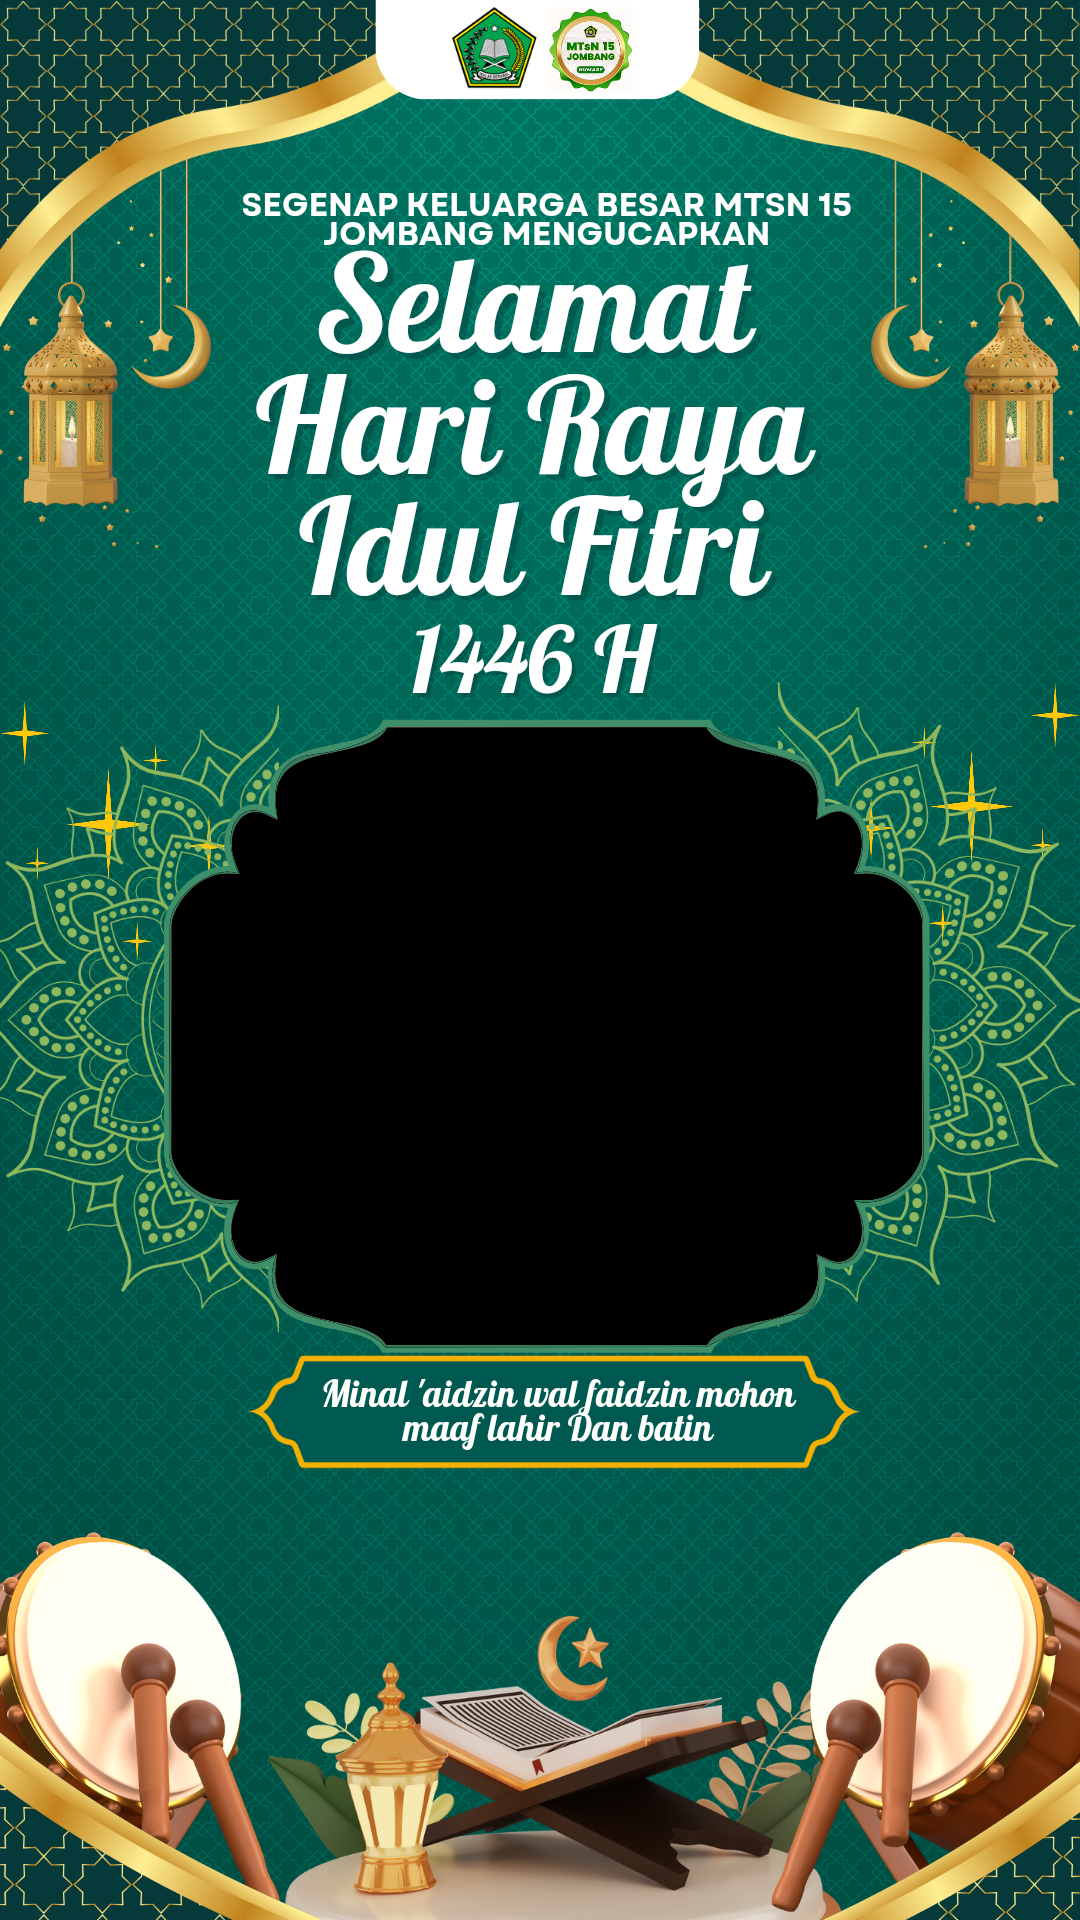 MTsN 15
JOMBANG
HUMASY
SEGENAP KELUARGA BESAR MTSN 15
JOMBANG MENGUCAPKAN
Selamat
Hari Raya
Idul Fitri
1446 H
Minal 'aidzin wal faidzin mohon
maaf lahir Dan batin